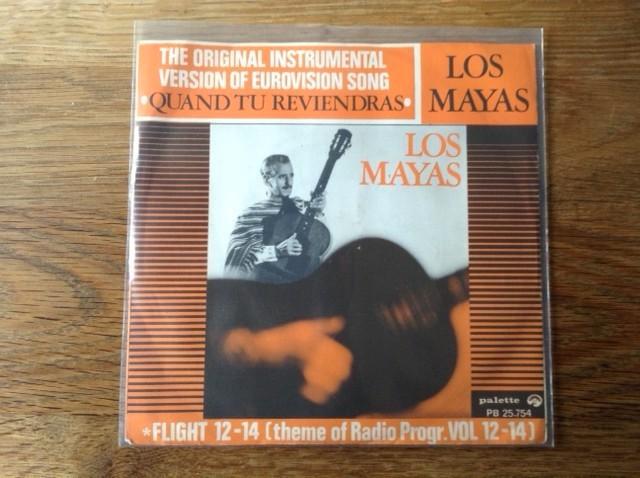 THE ORIGINAL INSTRUMENTAL
VERSION OF EUROVISION SONG
•QUAND TU REVIENDRAS•
LOS
MAYAS
LOS
MAYAS
palette
PB 25.754
*FLIGHT 12-14 (theme of Radio Progr. VOL 12-14)